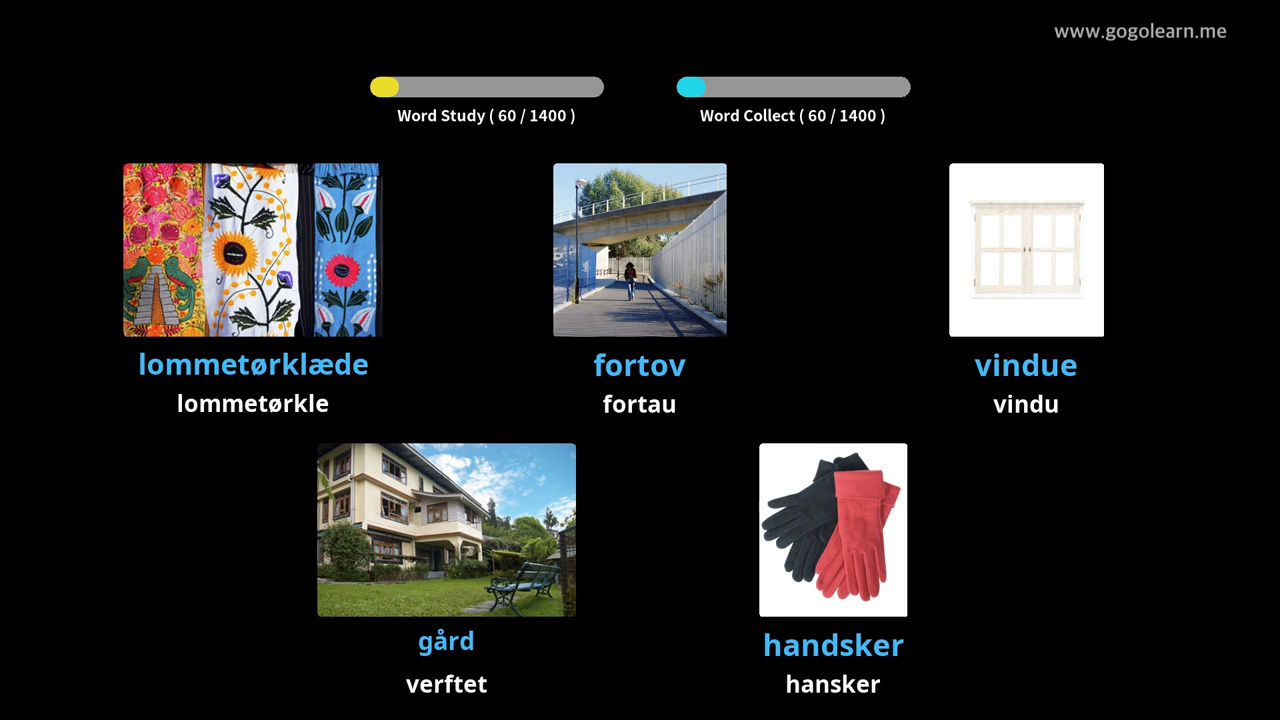 www.gogolearn.me
Word Study ( 60 / 1400 )
Word Collect ( 60 / 1400 )
lommetørklæde
lommetørkle
fortov
fortau
vindue
vindu
gård
verftet
handsker
hansker